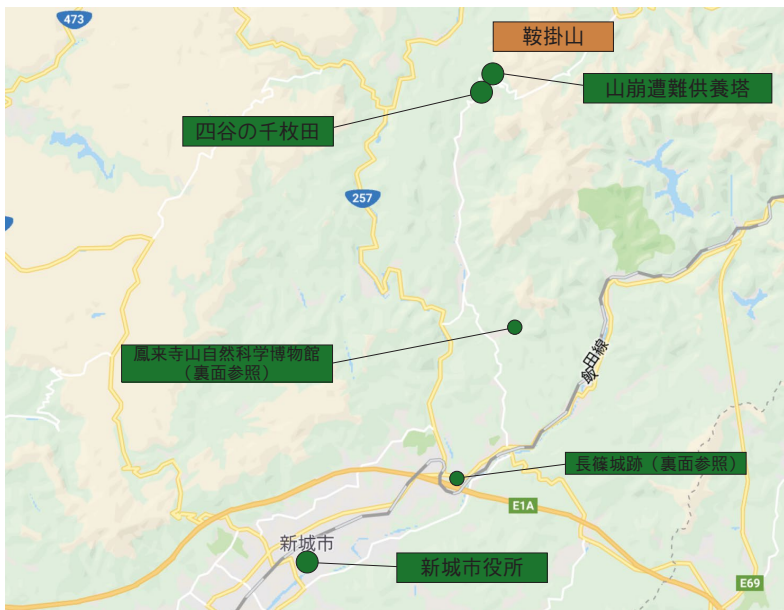 473
鞍掛山
山崩遭難供養塔
四谷の千枚田
257
鳳来寺山自然科学博物館
（裏面参照）
飯田線
長篠城跡（裏面参照）
E1A
新城市
新城市役所
E69